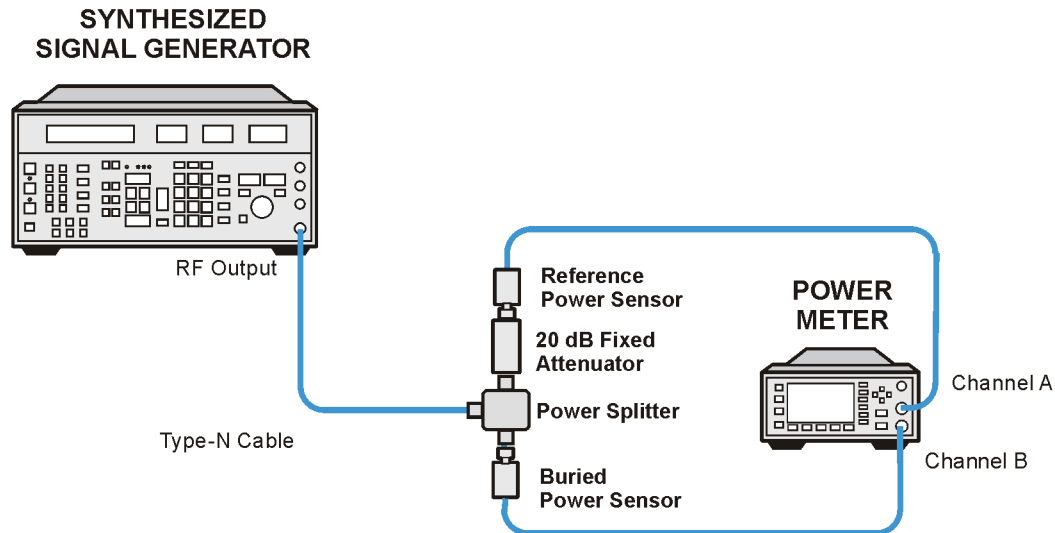 SYNTHESIZED
SIGNAL GENERATOR
RF Output
Reference
Power Sensor
POWER
METER
20 dB Fixed
Attenuator
Channel A
Power Splitter
Type-N Cable
Channel B
Buried
Power Sensor